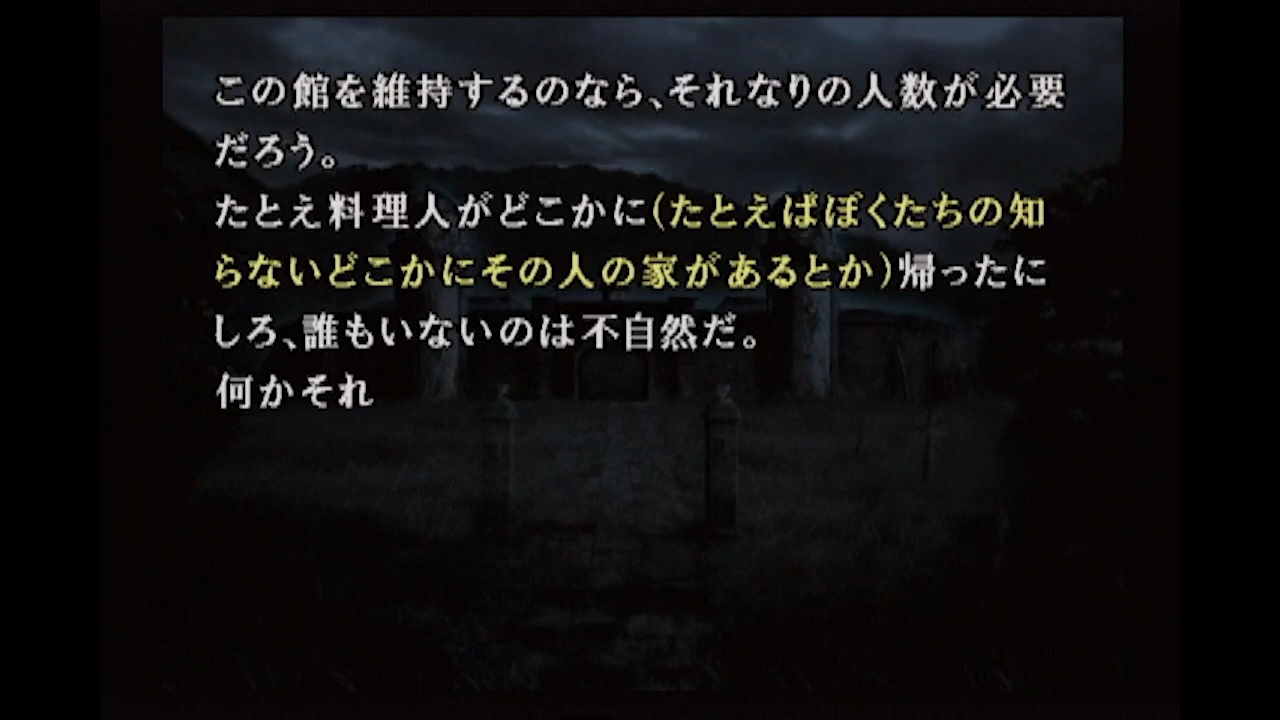 この館を維持するのなら、それなりの人数が必要
だろう。
たとえ料理人がどこかに(たとえばぼくたちの知
らないどこかにその人の家があるとか)帰ったに
しろ、誰もいないのは不自然だ。
何かそれ